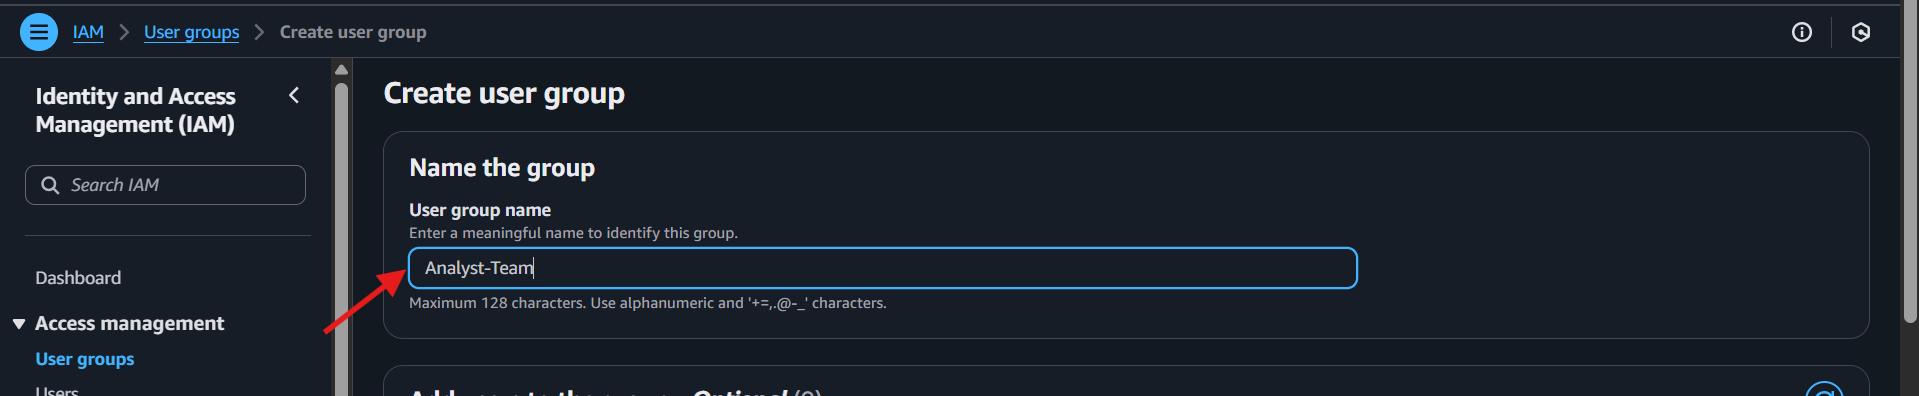 IAM > User groups > Create user group
Identity and Access
Management (IAM)
Search IAM
Dashboard
Access management
User groups
Users
Create user group
Name the group
User group name
Enter a meaningful name to identify this group.
Analyst-Team
Maximum 128 characters. Use alphanumeric and '+=,.@-_' characters.